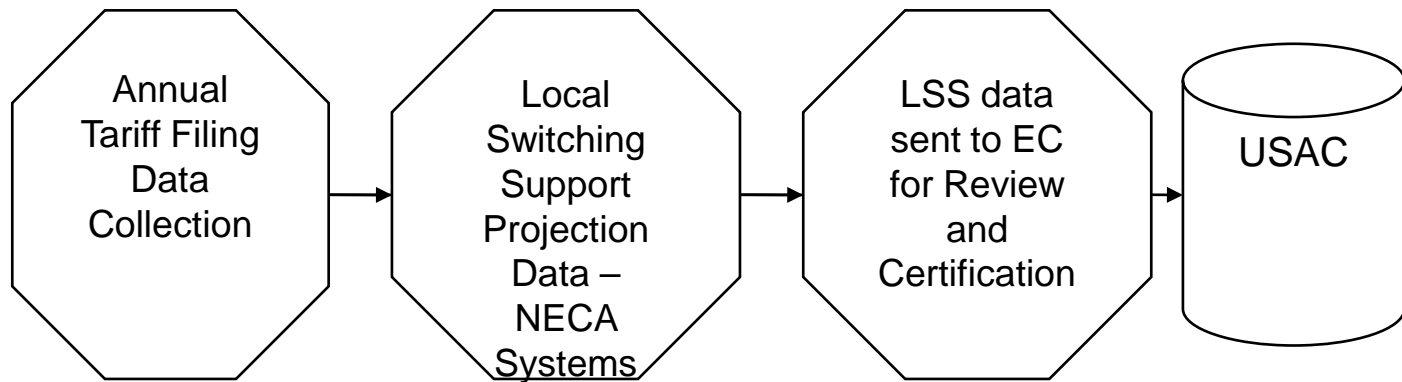 Annual
Tariff Filing
Data
Collection
Local
Switching
Support
Projection
Data –
NECA
Systems
LSS data
sent to EC
for Review
and
Certification
USAC